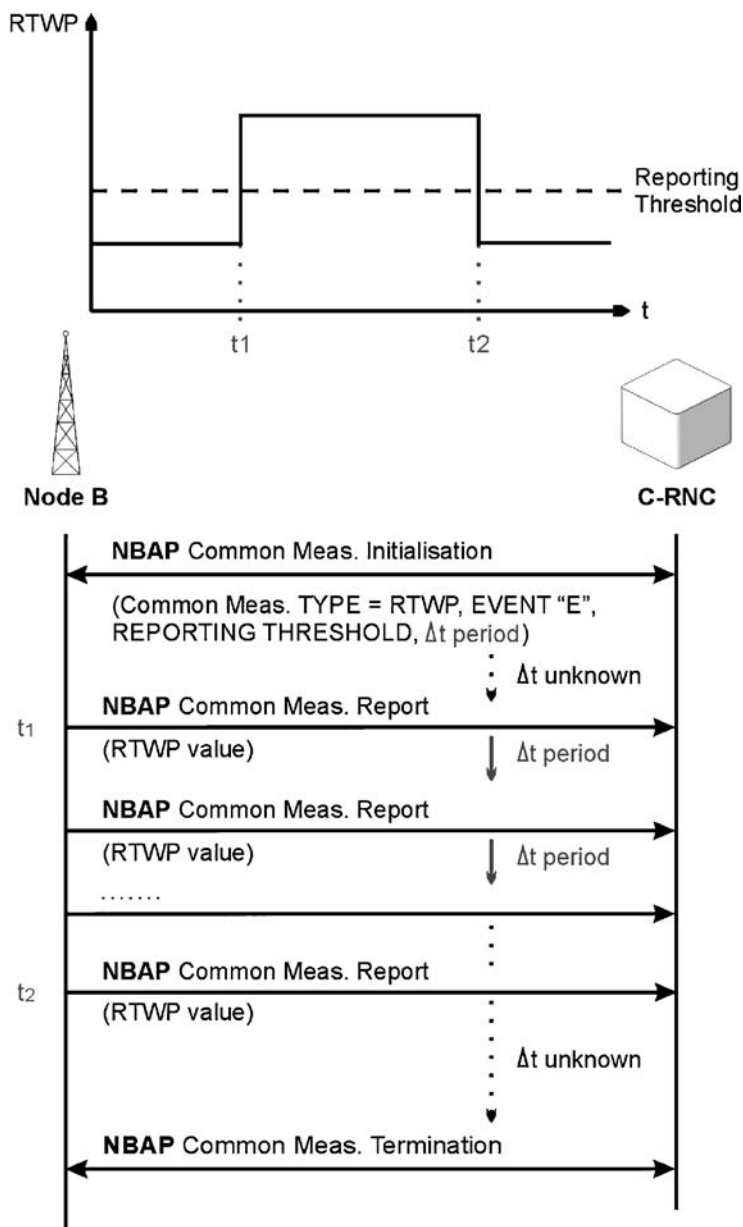 RTWP
Reporting
Threshold
t
t1
t2
Node B
C-RNC
NBAP Common Meas. Initialisation
(Common Meas. TYPE = RTWP, EVENT “E”,
REPORTING THRESHOLD, Δt period)
Δt unknown
NBAP Common Meas. Report
t1
(RTWP value)
Δt period
NBAP Common Meas. Report
(RTWP value)
Δt period
.......
NBAP Common Meas. Report
t2
(RTWP value)
Δt unknown
NBAP Common Meas. Termination